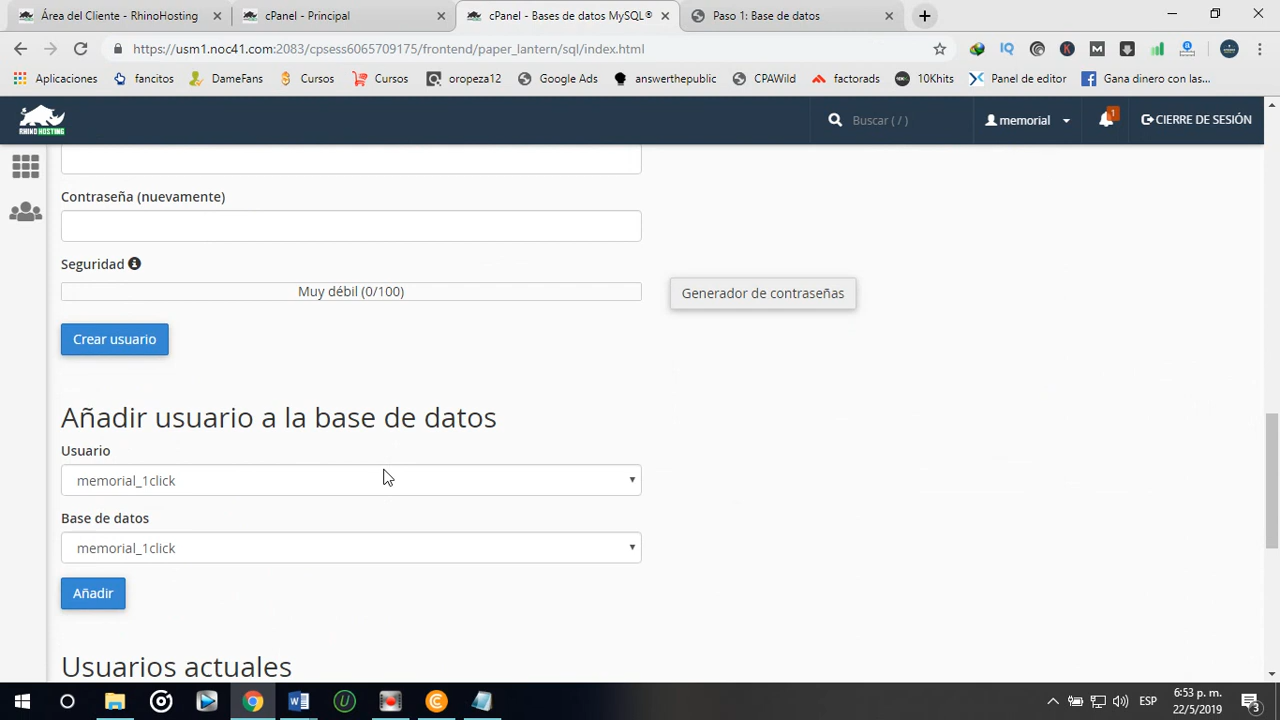 Área del Cliente - RhinoHosting
cPanel - Principal
cPanel - Bases de datos MySQL®
Paso 1: Base de datos
https://usm1.noc41.com:2083/cpsess6065709175/frontend/paper_lantern/sql/index.html
Aplicaciones
fancitos
DameFans
Cursos
Cursos
oropeza12
Google Ads
answerthepublic
CPAWild
factorads
10Khits
Panel de editor
Gana dinero con las...
RHINOHOSTING
Buscar ( / )
memorial
1
CIERRE DE SESIÓN
Contraseña (nuevamente)
Seguridad
Muy débil (0/100)
Generador de contraseñas
Crear usuario
Añadir usuario a la base de datos
Usuario
memorial_1click
Base de datos
memorial_1click
Añadir
Usuarios actuales
ESP
6:53 p. m.
22/5/2019
3